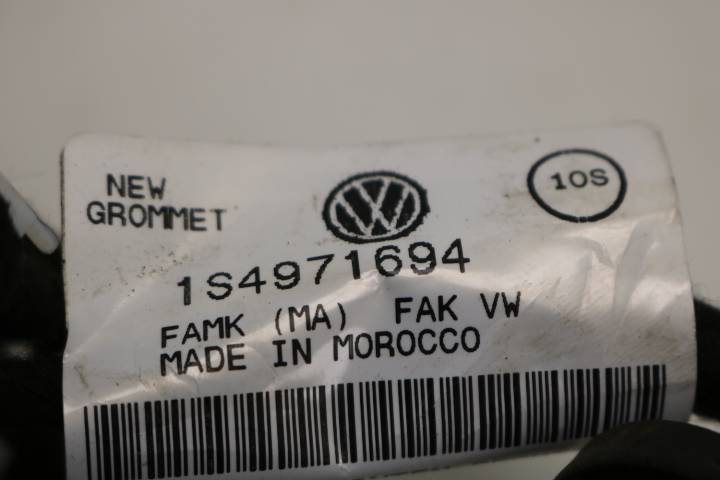 NEW
GROMMET
10S
1S4971694
FAMK (MA) FAK VW
MADE IN MOROCCO